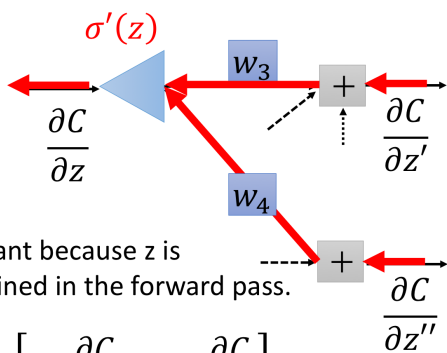 σ′(z)
w₃
+
∂C
∂z
∂C
∂z′
w₄
ant because z is
ined in the forward pass.
+
∂C
∂z′′
[ ∂C ∂C ]